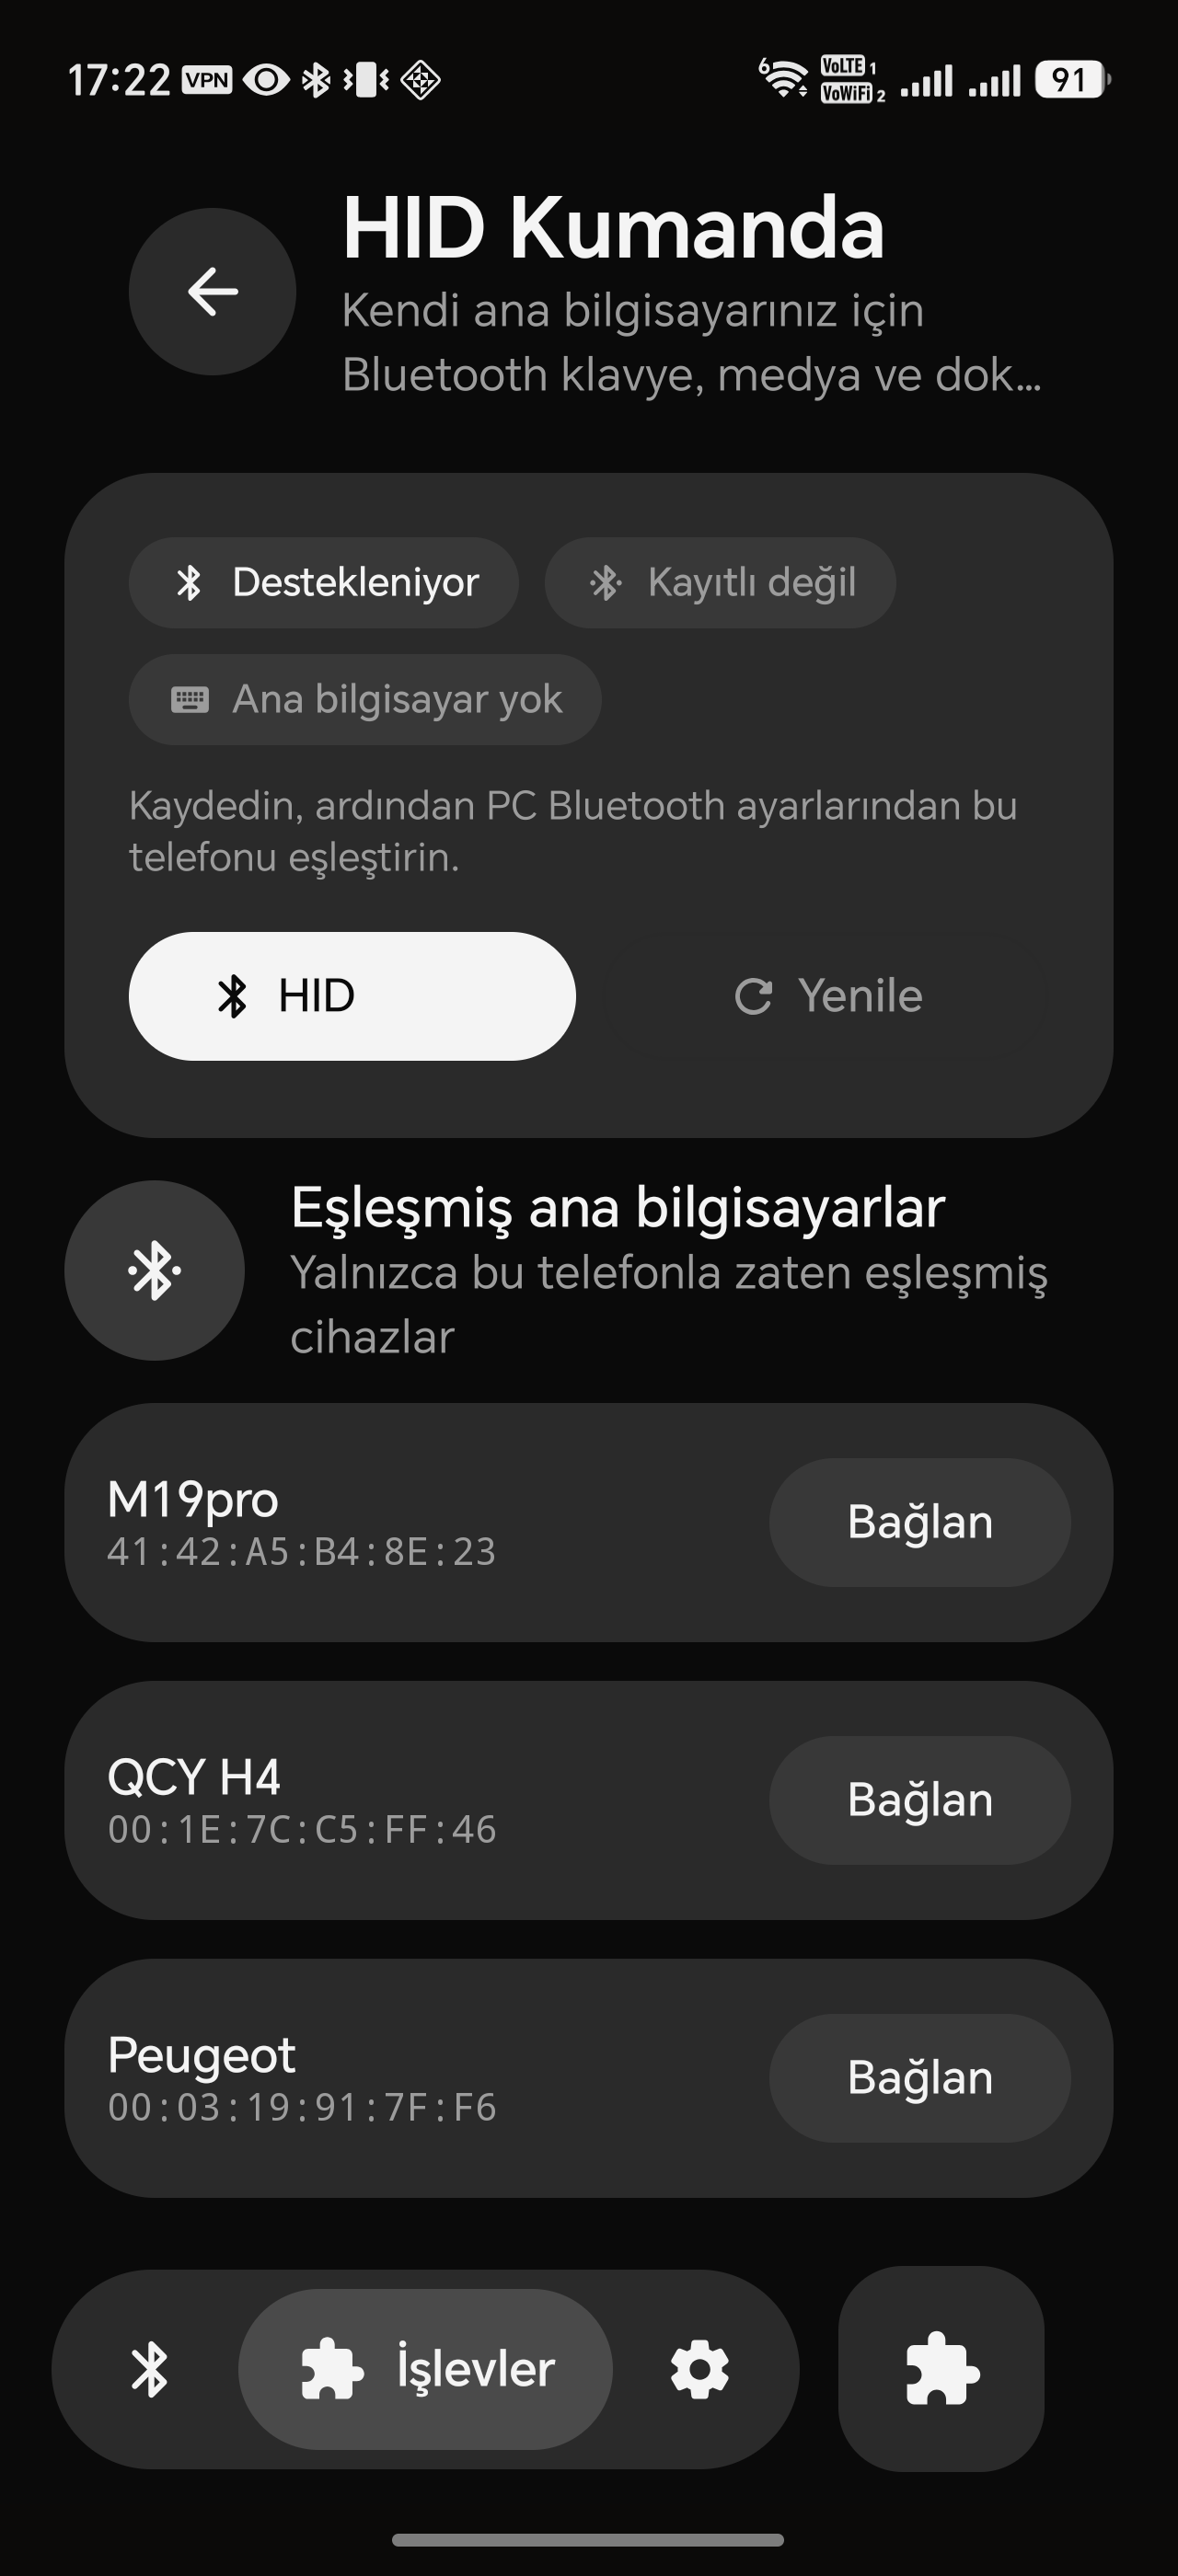 17:22 VPN 6 VoLTE 1 VoWiFi 2 91
HID Kumanda
Kendi ana bilgisayarınız için
Bluetooth klavye, medya ve dok...
Destekleniyor
Kayıtlı değil
Ana bilgisayar yok
Kaydedin, ardından PC Bluetooth ayarlarından bu
telefonu eşleştirin.
HID
Yenile
Eşleşmiş ana bilgisayarlar
Yalnızca bu telefonla zaten eşleşmiş
cihazlar
M19pro
41:42:A5:B4:8E:23
Bağlan
QCY H4
00:1E:7C:C5:FF:46
Bağlan
Peugeot
00:03:19:91:7F:F6
Bağlan
İşlevler